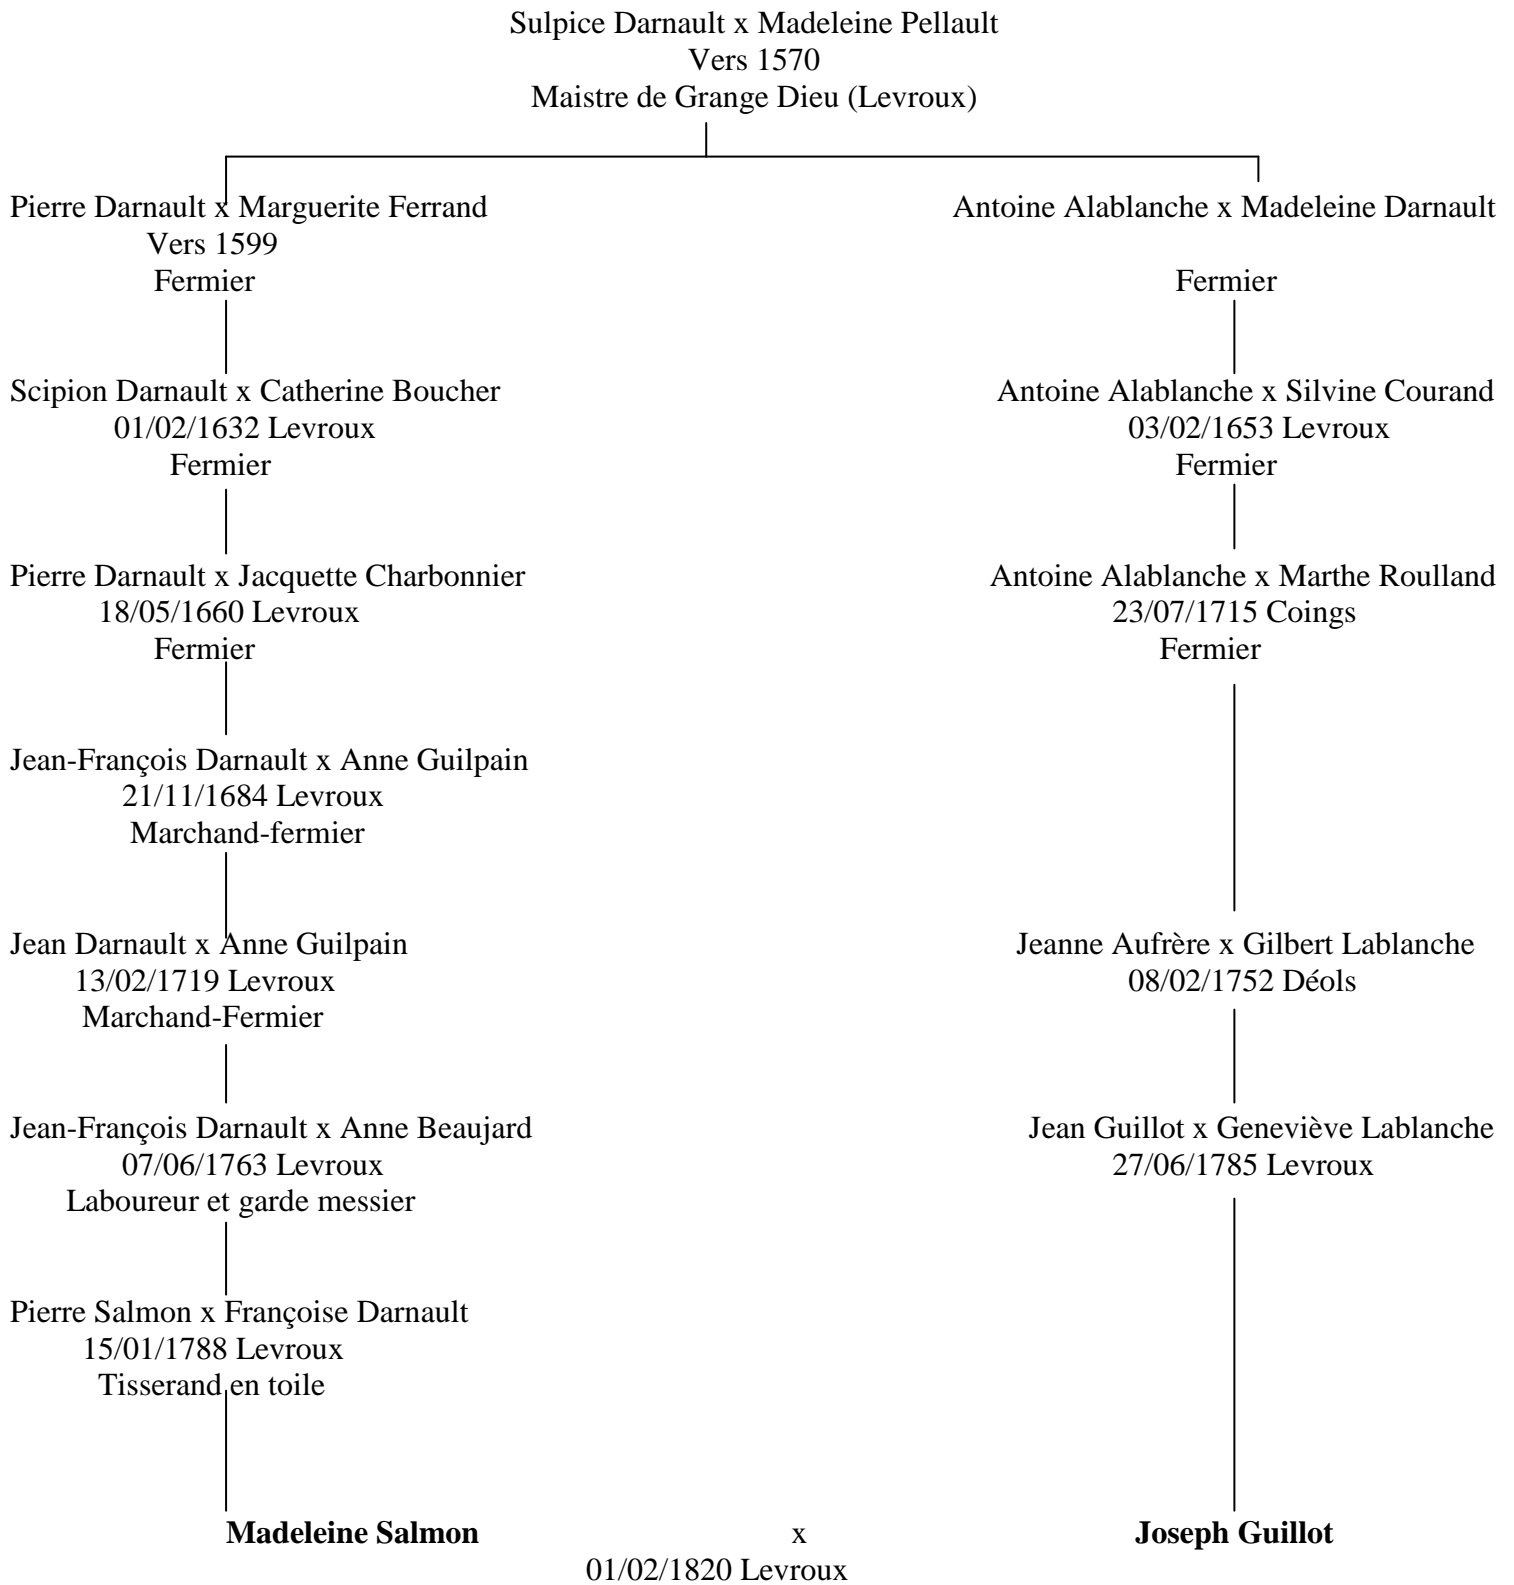 Sulpice Darnault x Madeleine Pellault
Vers 1570
Maistre de Grange Dieu (Levroux)
Pierre Darnault x Marguerite Ferrand
Vers 1599
Fermier
Antoine Alablanche x Madeleine Darnault
Fermier
Scipion Darnault x Catherine Boucher
01/02/1632 Levroux
Fermier
Antoine Alablanche x Silvine Courand
03/02/1653 Levroux
Fermier
Pierre Darnault x Jacquette Charbonnier
18/05/1660 Levroux
Fermier
Antoine Alablanche x Marthe Roulland
23/07/1715 Coings
Fermier
Jean-François Darnault x Anne Guilpain
21/11/1684 Levroux
Marchand-fermier
Jean Darnault x Anne Guilpain
13/02/1719 Levroux
Marchand-Fermier
Jeanne Aufrère x Gilbert Lablanche
08/02/1752 Déols
Jean-François Darnault x Anne Beaujard
07/06/1763 Levroux
Laboureur et garde messier
Jean Guillot x Geneviève Lablanche
27/06/1785 Levroux
Pierre Salmon x Françoise Darnault
15/01/1788 Levroux
Tisserand en toile
Madeleine Salmon x Joseph Guillot
01/02/1820 Levroux